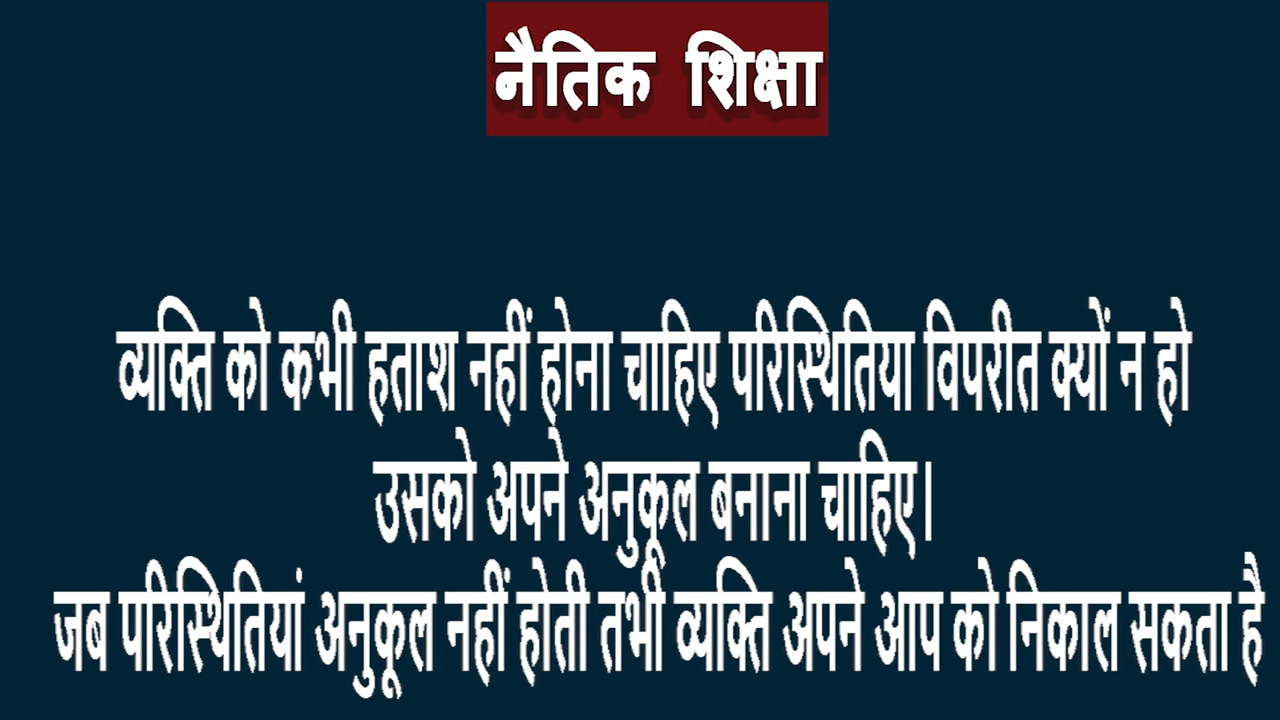 नैतिक शिक्षा
व्यक्ति को कभी हताश नहीं होना चाहिए परिस्थितिया विपरीत क्यों न हो
उसको अपने अनुकूल बनाना चाहिए।
जब परिस्थितियां अनुकूल नहीं होती तभी व्यक्ति अपने आप को निकाल सकता है